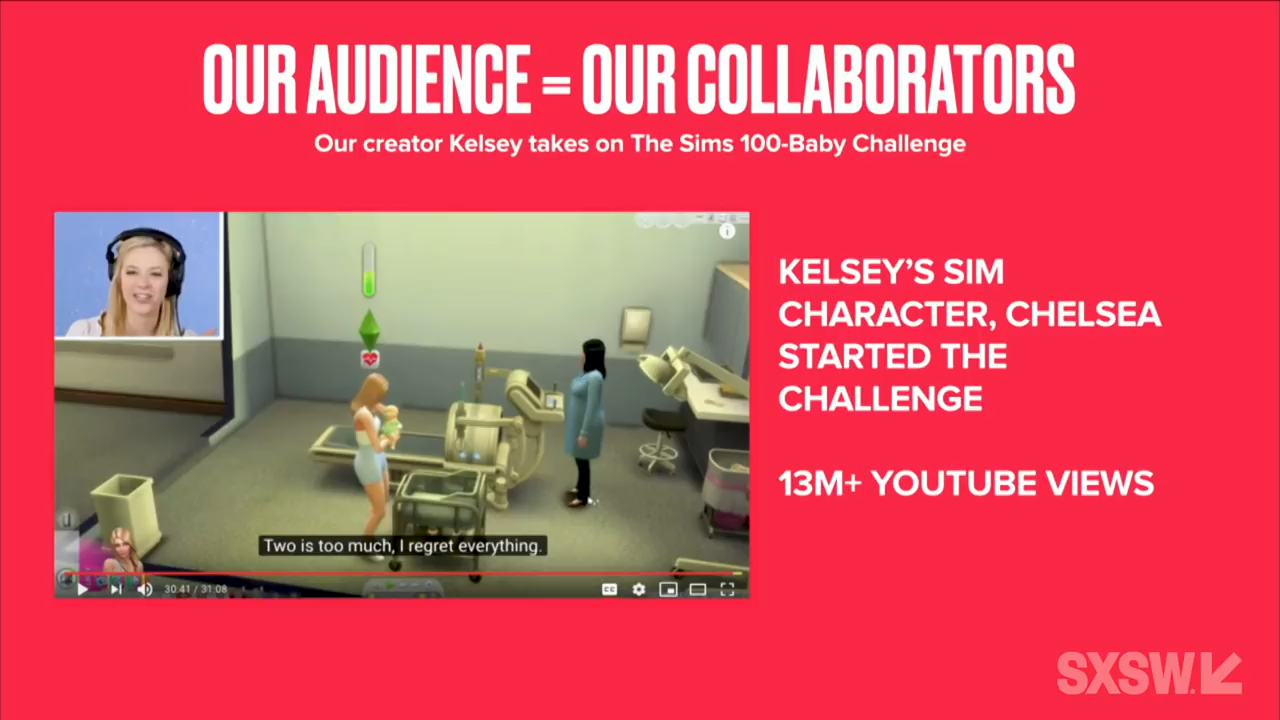 OUR AUDIENCE = OUR COLLABORATORS
Our creator Kelsey takes on The Sims 100-Baby Challenge
KELSEY'S SIM
CHARACTER, CHELSEA
STARTED THE
CHALLENGE
13M+ YOUTUBE VIEWS
Two is too much, I regret everything.
30:41 / 31:08
CC
SXSW.